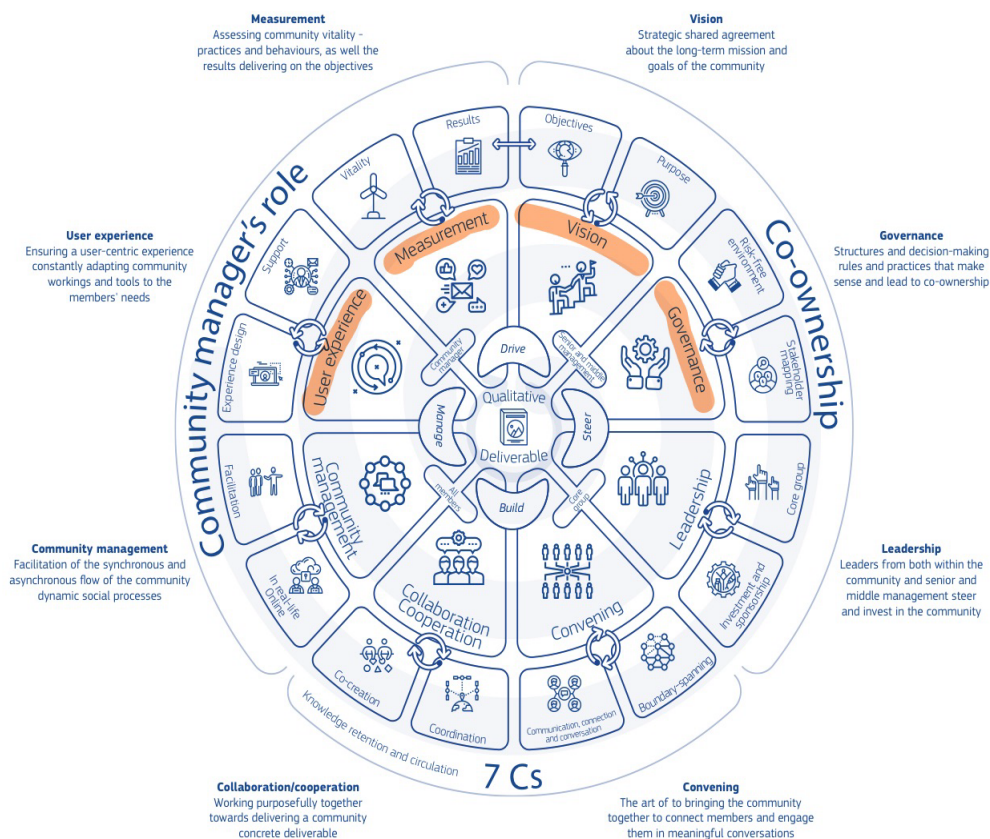 Measurement
Assessing community vitality -
practices and behaviours, as well the
results delivering on the objectives
Vision
Strategic shared agreement
about the long-term mission and
goals of the community
User experience
Ensuring a user-centric experience
constantly adapting community
workings and tools to the
members' needs
Governance
Structures and decision-making
rules and practices that make
sense and lead to co-ownership
Community manager's role
Co-ownership
Results
Objectives
Vitality
Purpose
Support
Risk-free
environment
Experience design
Stakeholder
mapping
Measurement
Vision
User experience
Governance
Community
manager
Drive
Senior and middle
management
Qualitative
Manage
Steer
Deliverable
All
members
Build
Core
group
Facilitation
Community
management
Leadership
Core group
In real-life
Online
Collaboration
Cooperation
Convening
Investment and
sponsorship
Co-creation
Coordination
Communication, connection
and conversation
Boundary-spanning
Knowledge retention and circulation
7 Cs
Community management
Facilitation of the synchronous and
asynchronous flow of the community
dynamic social processes
Leadership
Leaders from both within the
community and senior and
middle management steer
and invest in the community
Collaboration/cooperation
Working purposefully together
towards delivering a community
concrete deliverable
Convening
The art of to bringing the community
together to connect members and engage
them in meaningful conversations